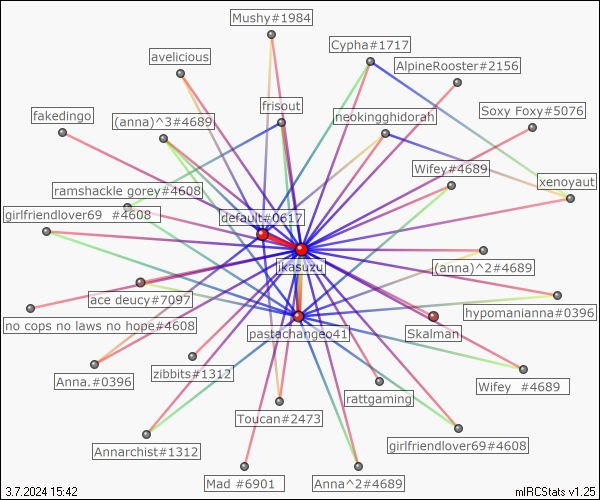 Mushy#1984
Cypha#1717
avelicious
AlpineRooster#2156
frisout
fakedingo
(anna)^3#4689
neokingghidorah
Soxy Foxy#5076
Wifey#4689
xenoyaut
ramshackle gorey#4608
girlfriendlover69 #4608
default#0617
jkasuzu
(anna)^2#4689
ace deucy#7097
hypomanianna#0396
no cops no laws no hope#4608
pastachangeo41
Skalman
Anna.#0396
zibbits#1312
Wifey #4689
rattgaming
Toucan#2473
Annarchist#1312
girlfriendlover69#4608
Mad #6901
Anna^2#4689
3.7.2024 15:42
mIRCStats v1.25